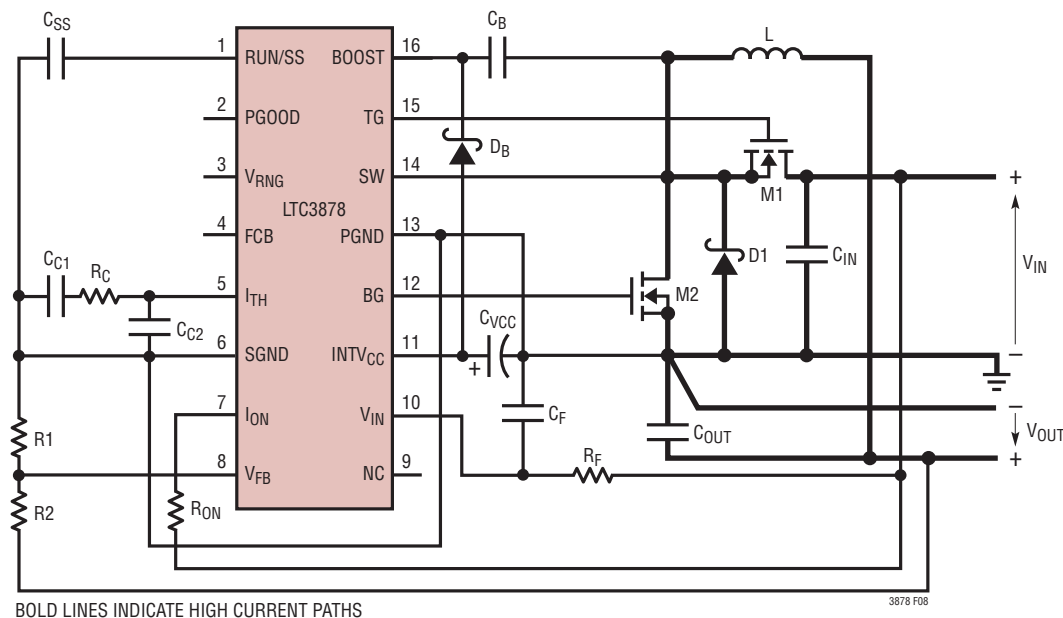 C_SS
1 RUN/SS
2 PGOOD
3 V_RNG
4 FCB
5 I_TH
6 SGND
7 I_ON
8 V_FB
LTC3878
BOOST 16
TG 15
SW 14
PGND 13
BG 12
INTV_CC 11
V_IN 10
NC 9
C_C1
R_C
C_C2
R1
R2
R_ON
C_B
D_B
L
M1
D1
C_IN
+
V_IN
−
M2
C_VCC
+
C_F
R_F
C_OUT
−
V_OUT
+
3878 F08
BOLD LINES INDICATE HIGH CURRENT PATHS